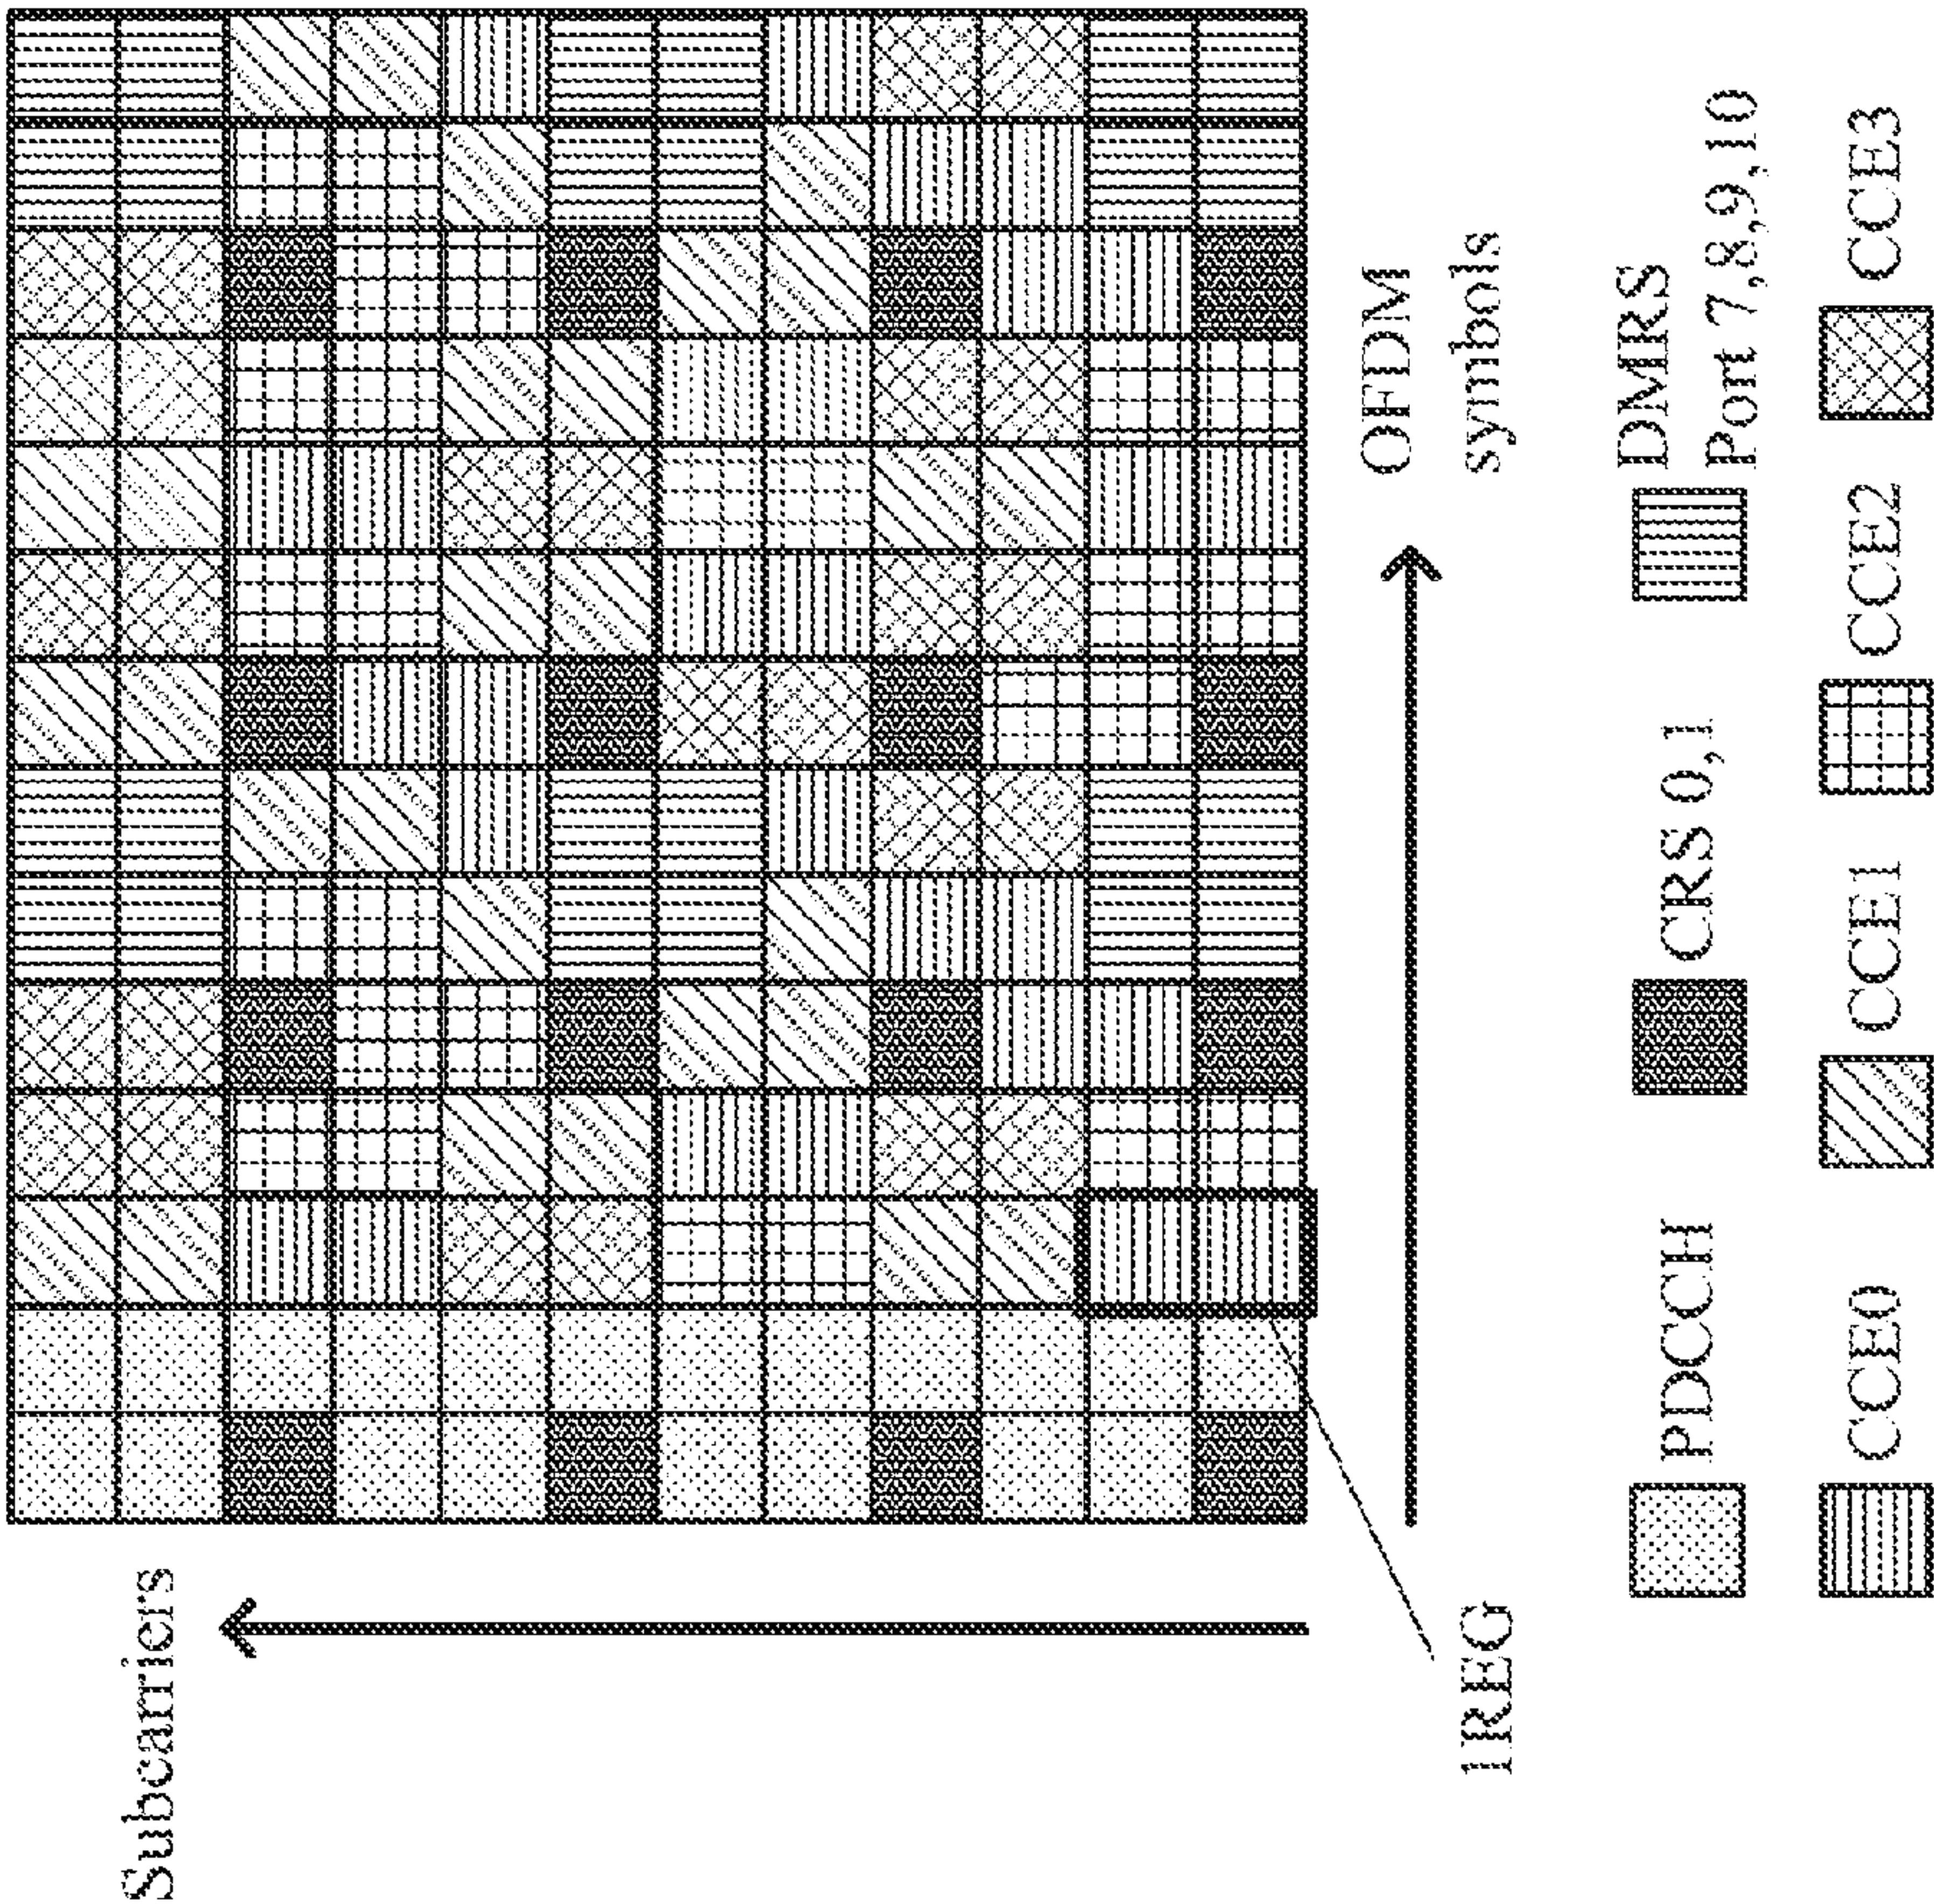 Subcarriers
OFDM
symbols
1REG
PDCCH
CRS 0,1
DMRS
Port 7,8,9,10
CCE0
CCE1
CCE2
CCE3